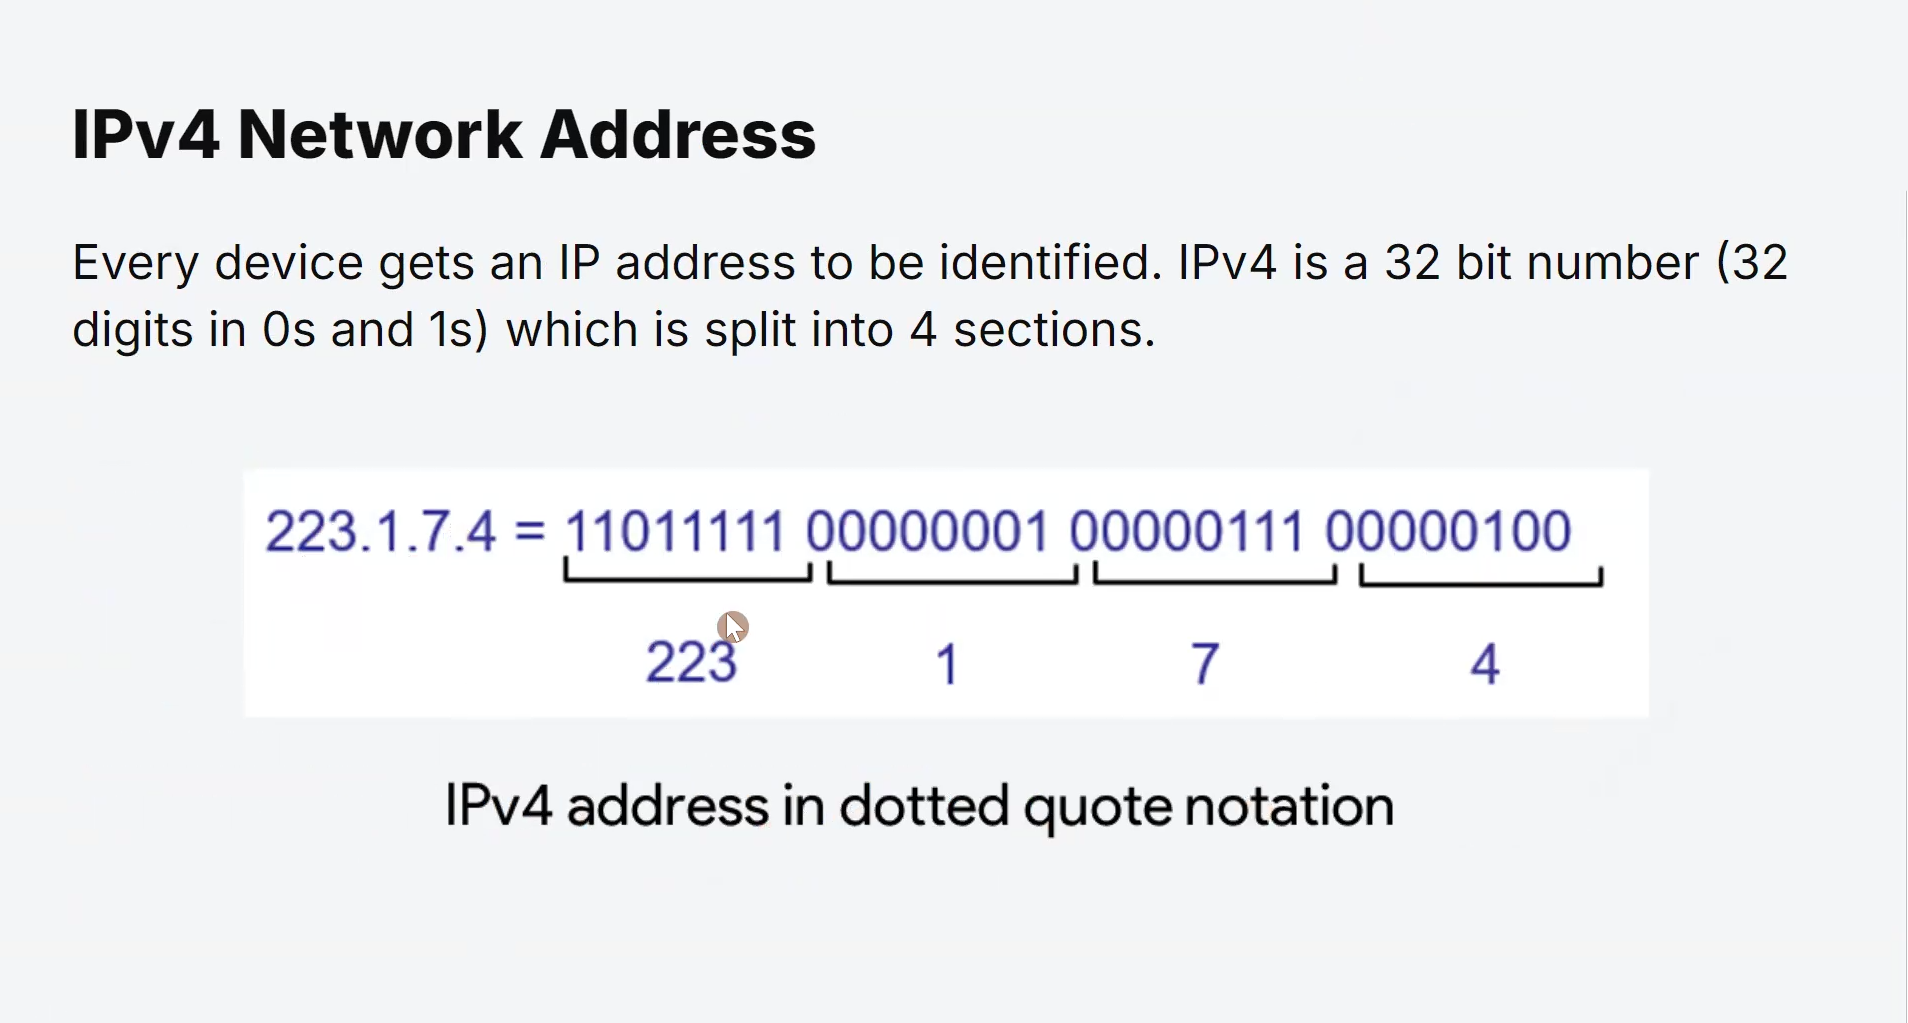 IPv4 Network Address
Every device gets an IP address to be identified. IPv4 is a 32 bit number (32
digits in 0s and 1s) which is split into 4 sections.
223.1.7.4 = 11011111 00000001 00000111 00000100
223 1 7 4
IPv4 address in dotted quote notation